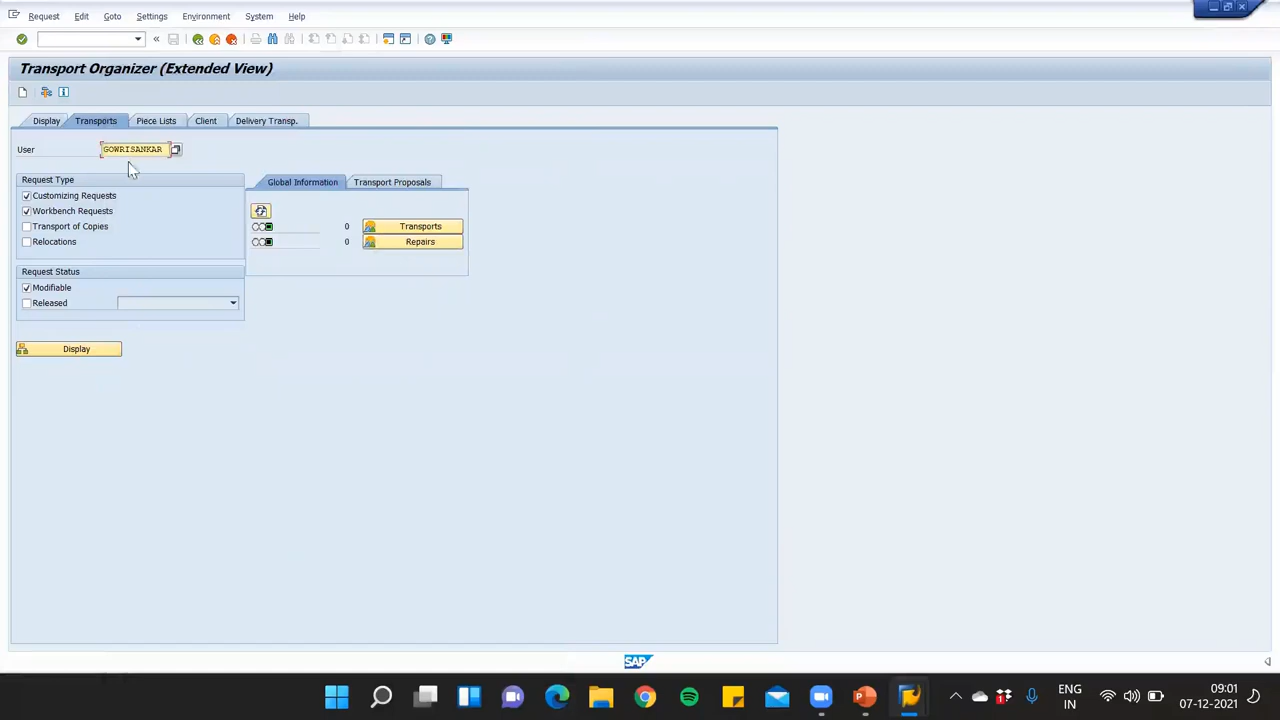 Request Edit Goto Settings Environment System Help
Transport Organizer (Extended View)
Display Transports Piece Lists Client Delivery Transp.
User GOWRISANKAR
Request Type
Global Information Transport Proposals
Customizing Requests
Workbench Requests
Transport of Copies
0 Transports
Relocations
0 Repairs
Request Status
Modifiable
Released
Display
SAP
ENG
IN
09:01
07-12-2021